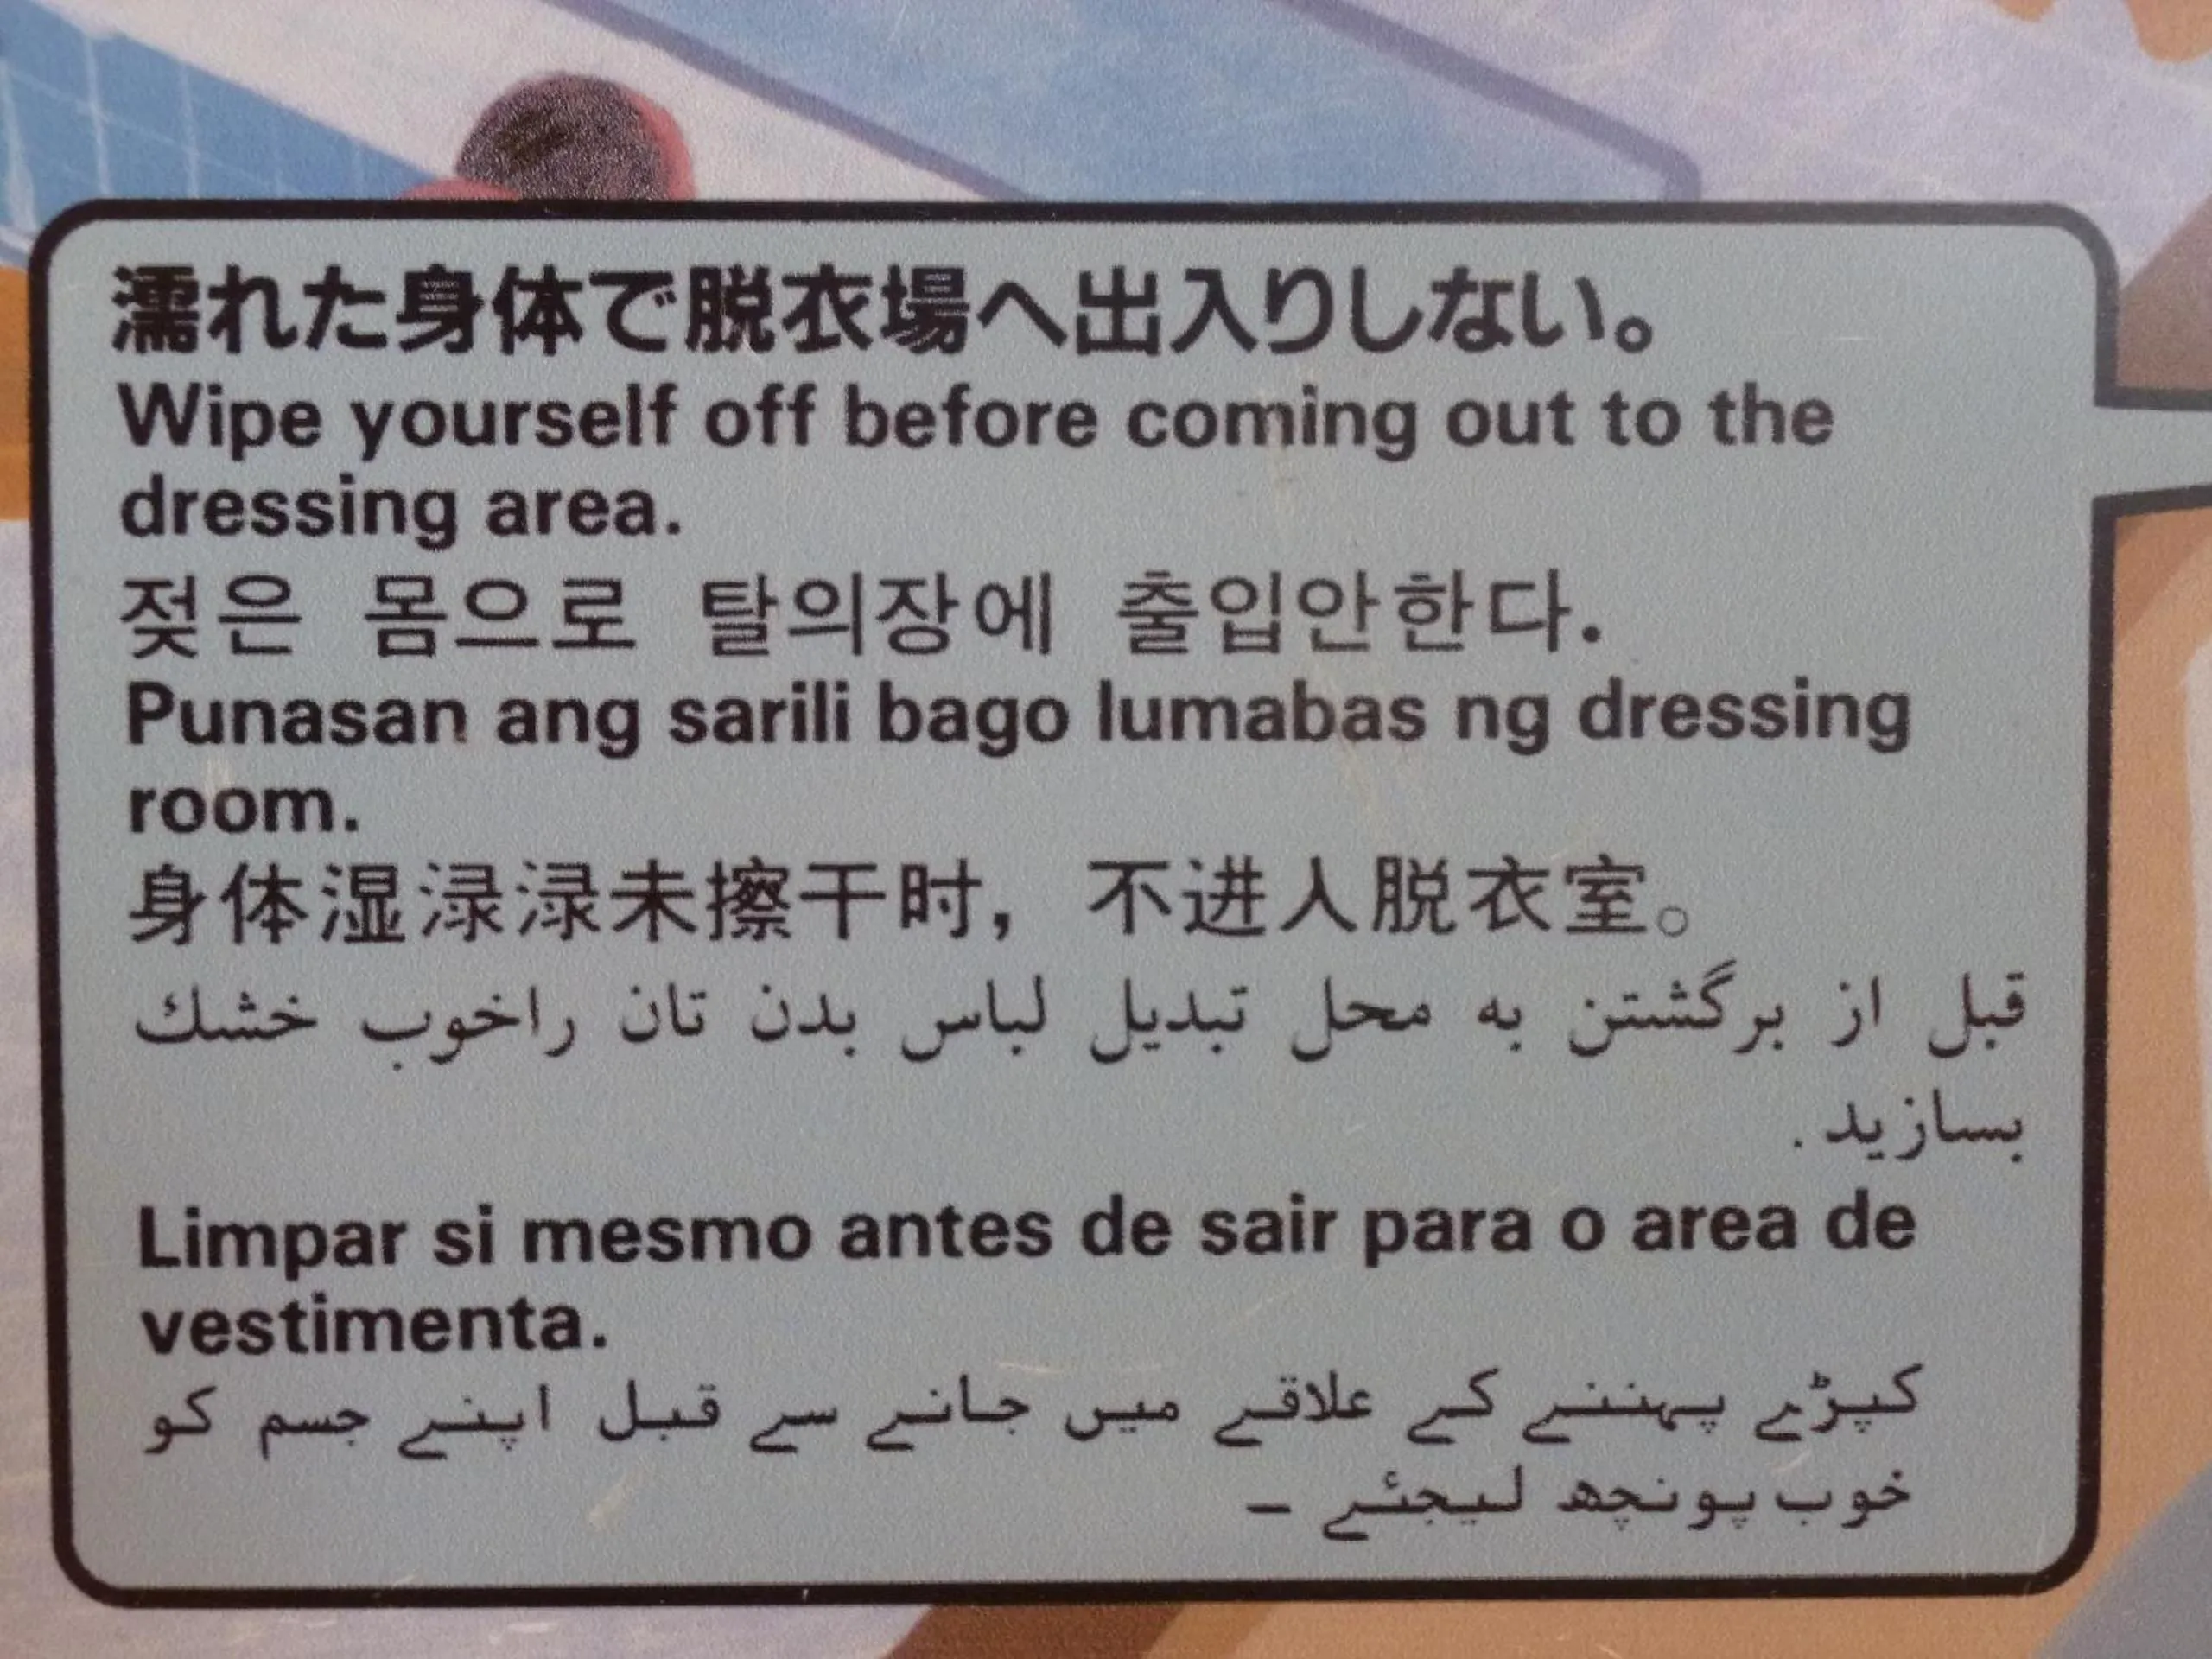 濡れた身体で脱衣場へ出入りしない。
Wipe yourself off before coming out to the
dressing area.
젖은 몸으로 탈의장에 출입안한다.
Punasan ang sarili bago lumabas ng dressing
room.
身体湿渌渌未擦干时，不进人脱衣室。
قبل از برگشتن به محل تبدیل لباس بدن تان راخوب خشك
بسازید .
Limpar si mesmo antes de sair para o area de
vestimenta.
کپڑے پہننے کے علاقے میں جانے سے قبل اپنے جسم کو
خوب پونچھ لیجئے ۔